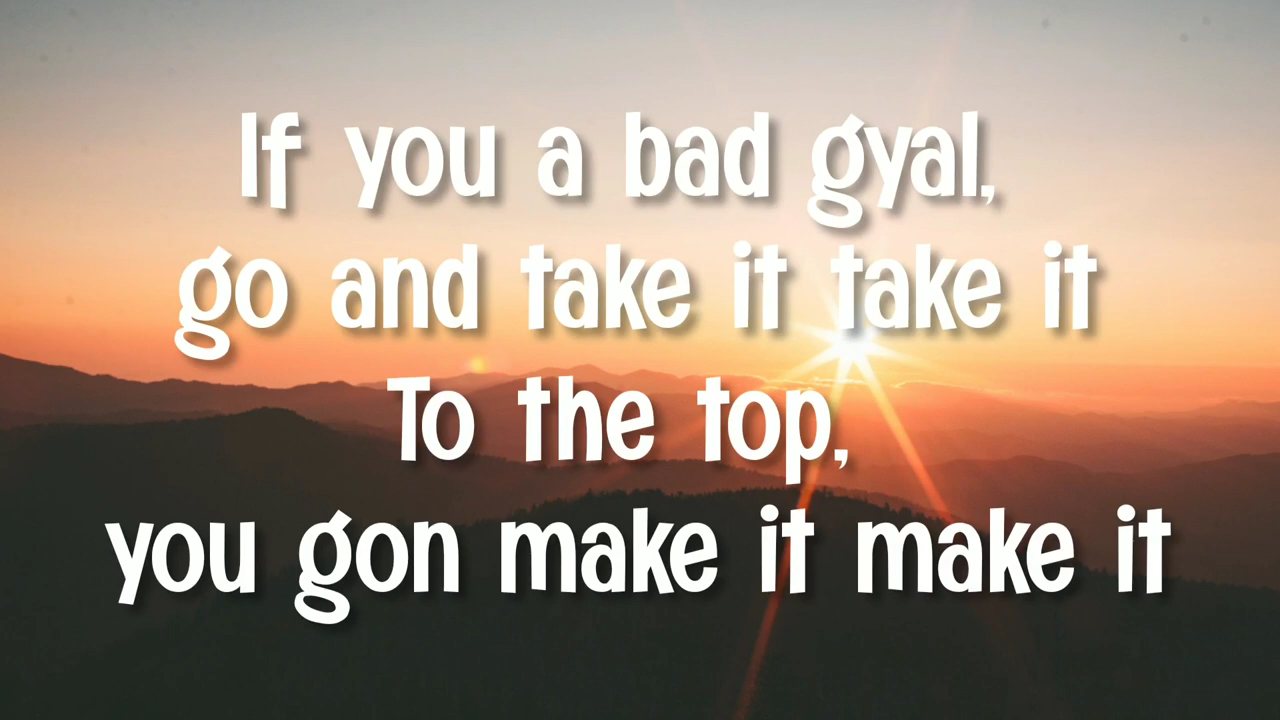 If you a bad gyal,
go and take it take it
To the top,
you gon make it make it